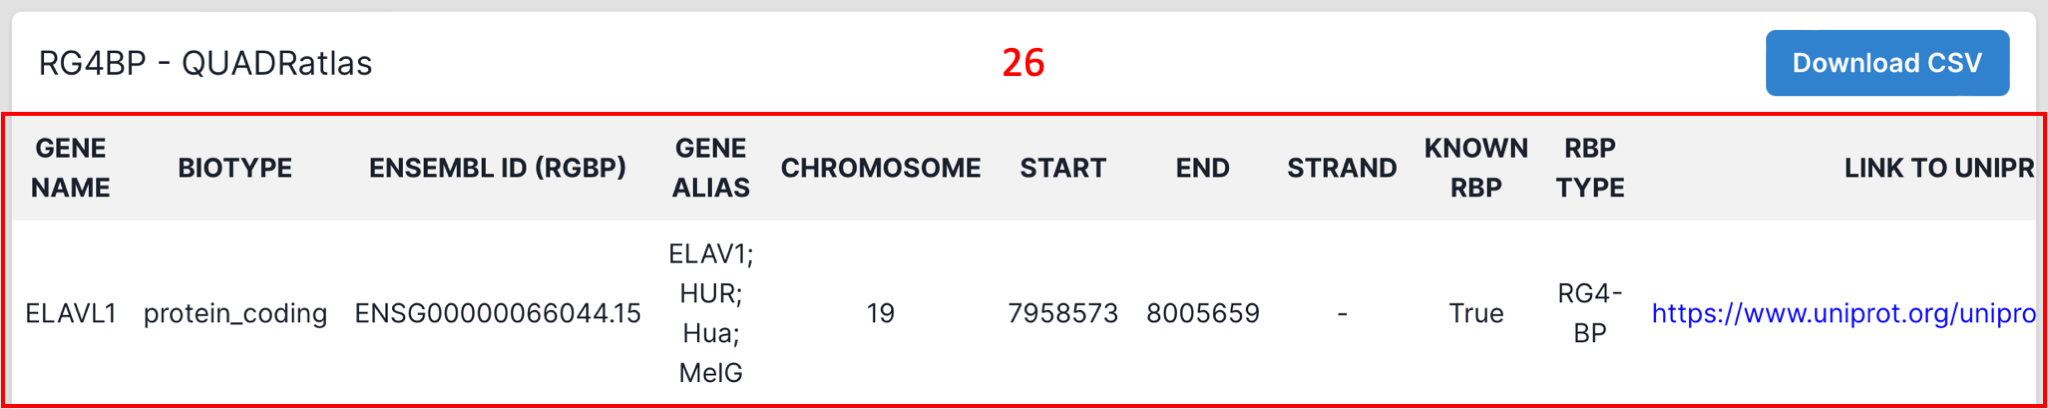 RG4BP - QUADRatlas
26
Download CSV
GENE NAME BIOTYPE ENSEMBL ID (RGBP) GENE ALIAS CHROMOSOME START END STRAND KNOWN RBP RBP TYPE LINK TO UNIPR
ELAVL1 protein_coding ENSG00000066044.15 ELAV1; HUR; Hua; MelG 19 7958573 8005659 - True RG4-BP https://www.uniprot.org/unipro